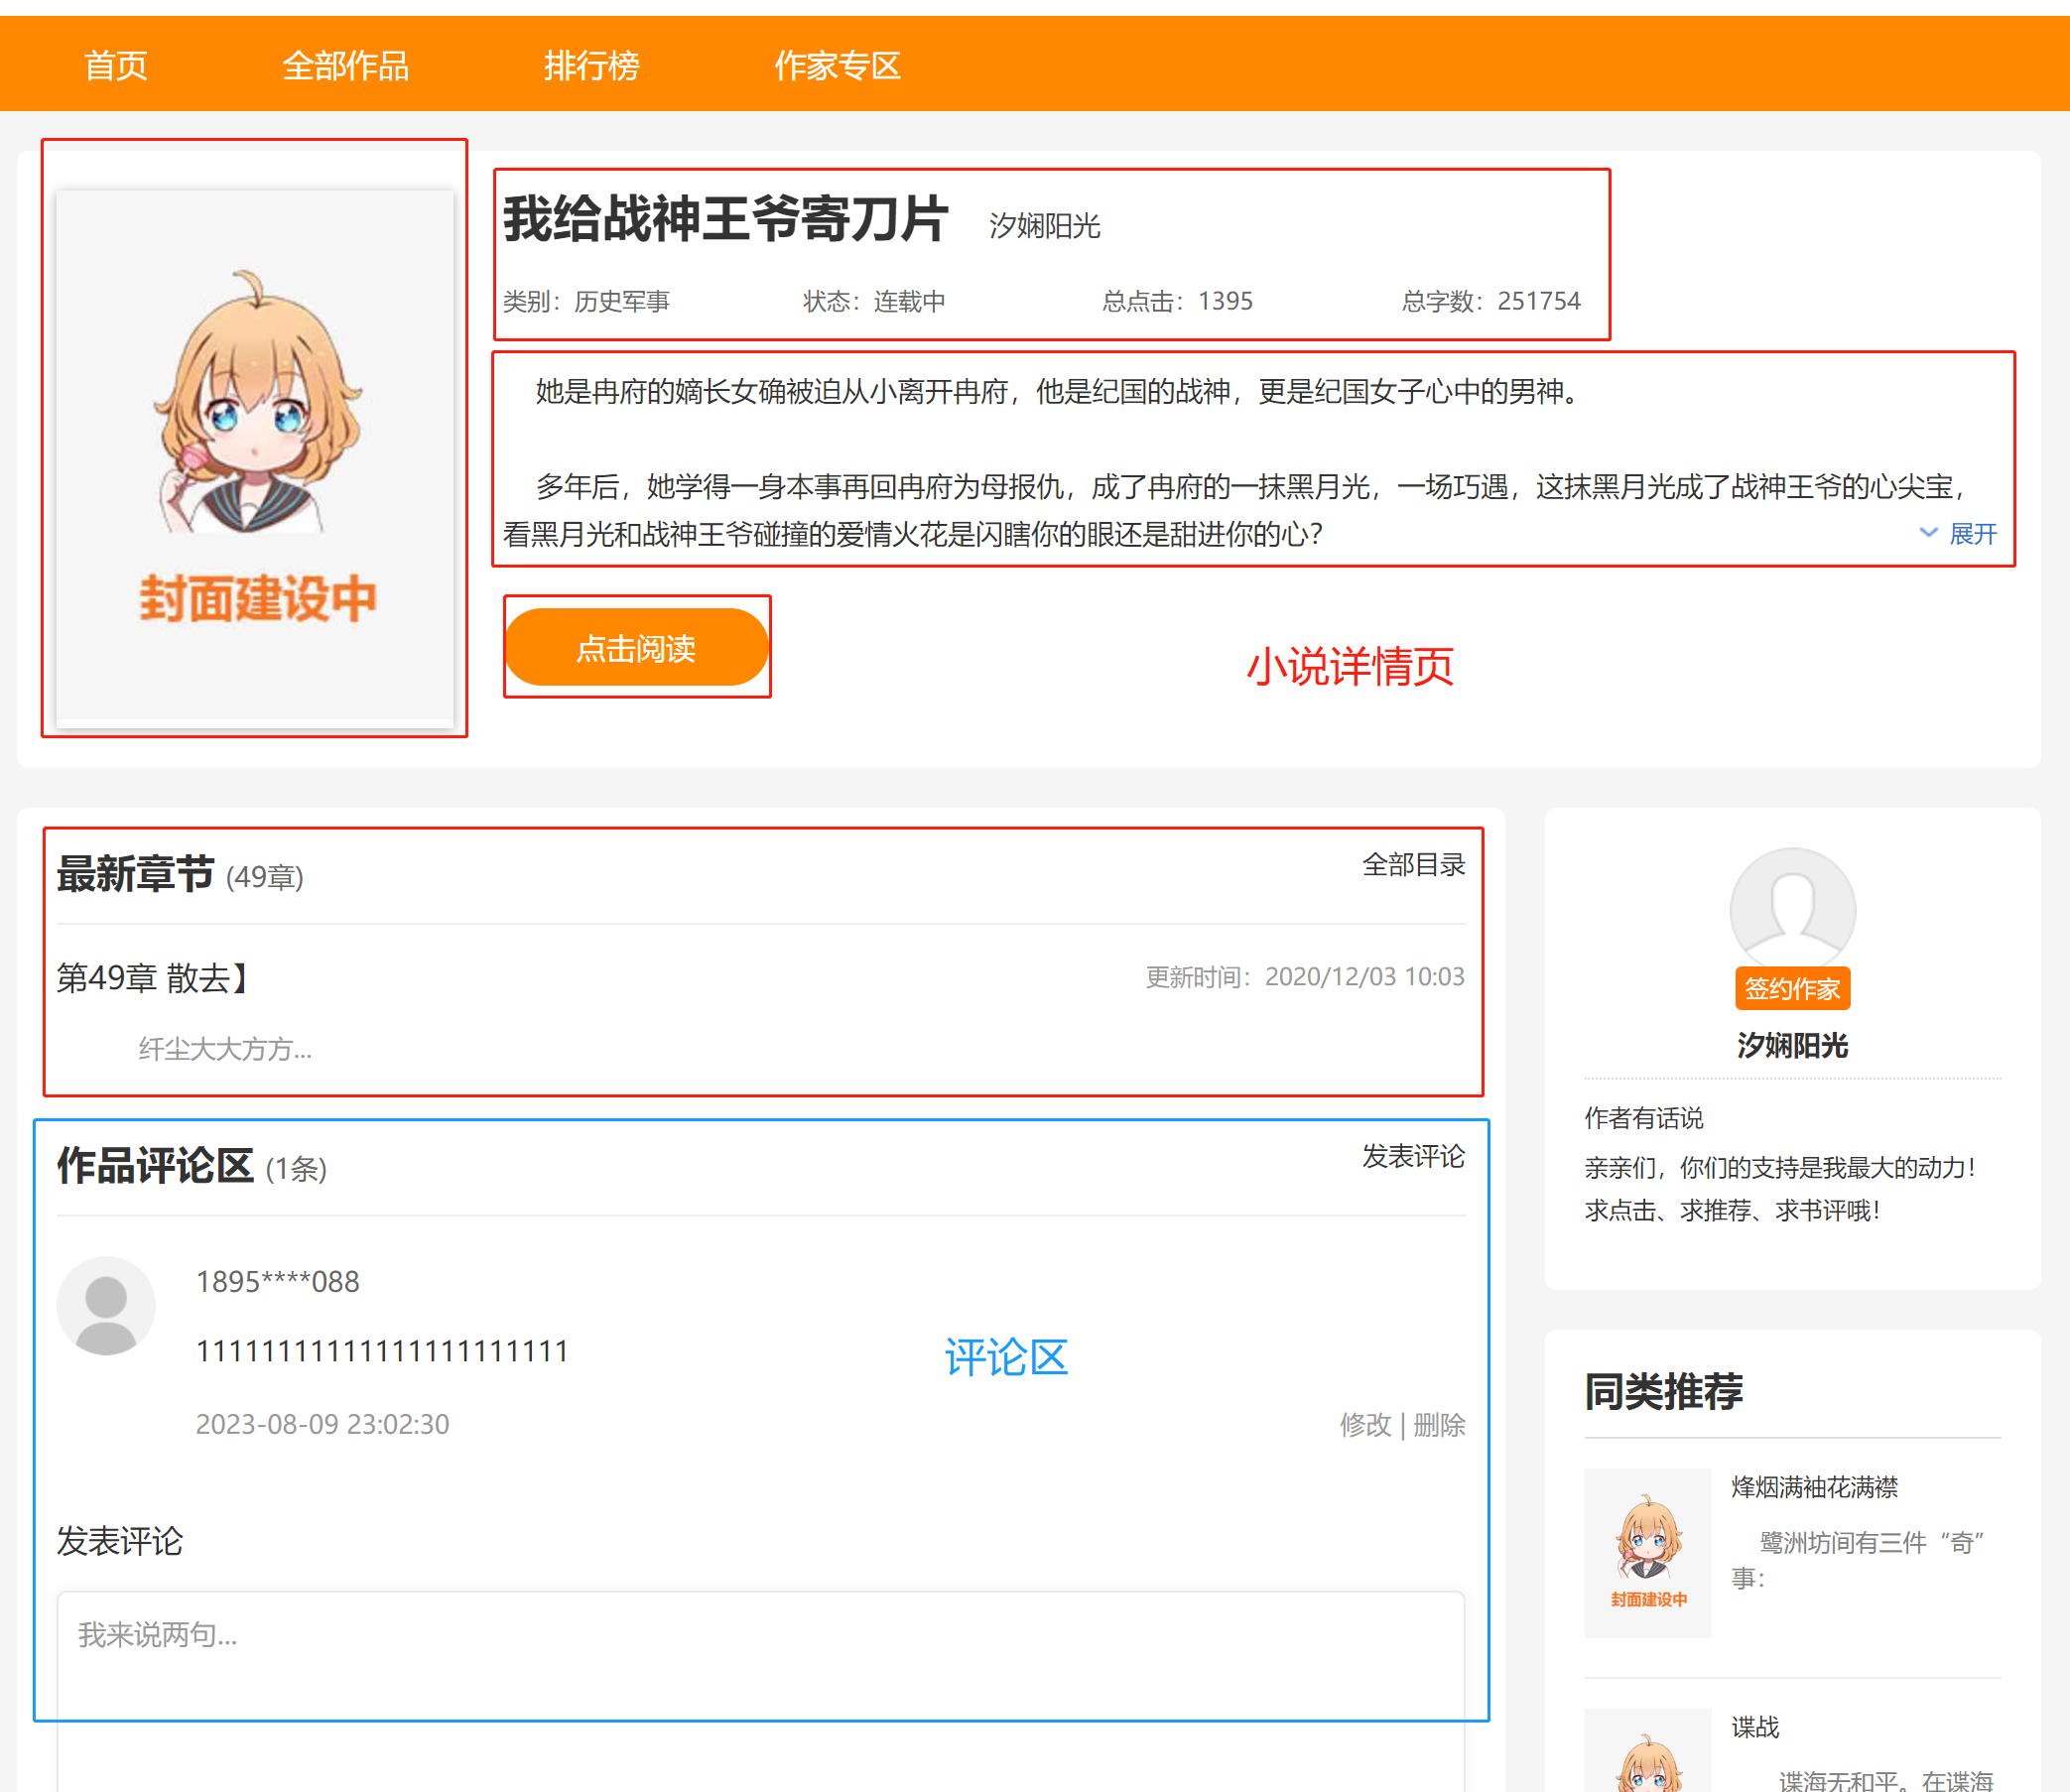 首页 全部作品 排行榜 作家专区
封面建设中
我给战神王爷寄刀片 汐娴阳光
类别：历史军事 状态：连载中 总点击：1395 总字数：251754
她是冉府的嫡长女确被迫从小离开冉府，他是纪国的战神，更是纪国女子心中的男神。
多年后，她学得一身本事再回冉府为母报仇，成了冉府的一抹黑月光，一场巧遇，这抹黑月光成了战神王爷的心尖宝，
看黑月光和战神王爷碰撞的爱情火花是闪瞎你的眼还是甜进你的心？ 展开
点击阅读
小说详情页
最新章节 (49章) 全部目录
第49章 散去】 更新时间：2020/12/03 10:03
纤尘大大方方...
作品评论区 (1条) 发表评论
1895****088
11111111111111111111111
评论区
2023-08-09 23:02:30 修改 | 删除
发表评论
我来说两句...
签约作家
汐娴阳光
作者有话说
亲亲们，你们的支持是我最大的动力！
求点击、求推荐、求书评哦！
同类推荐
封面建设中
烽烟满袖花满襟
鹭洲坊间有三件“奇”
事：
谍战
谍海无和平。在谍海